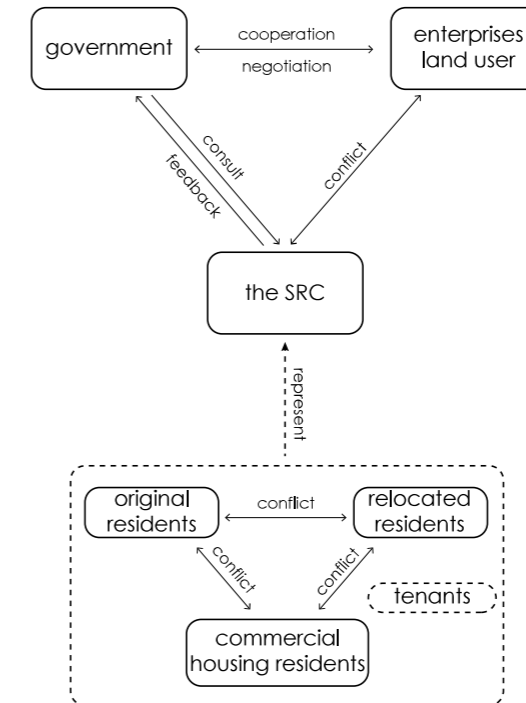 government
cooperation
negotiation
enterprises
land user
consult
feedback
conflict
the SRC
represent
original
residents
conflict
relocated
residents
conflict
conflict
tenants
commercial
housing residents